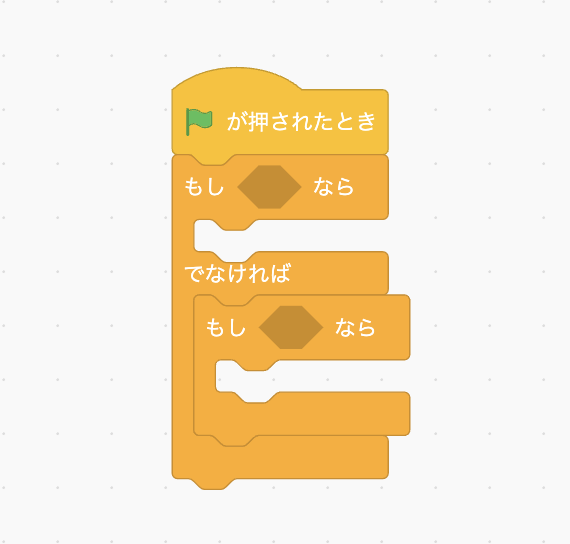 が押されたとき
もし なら
でなければ
もし なら